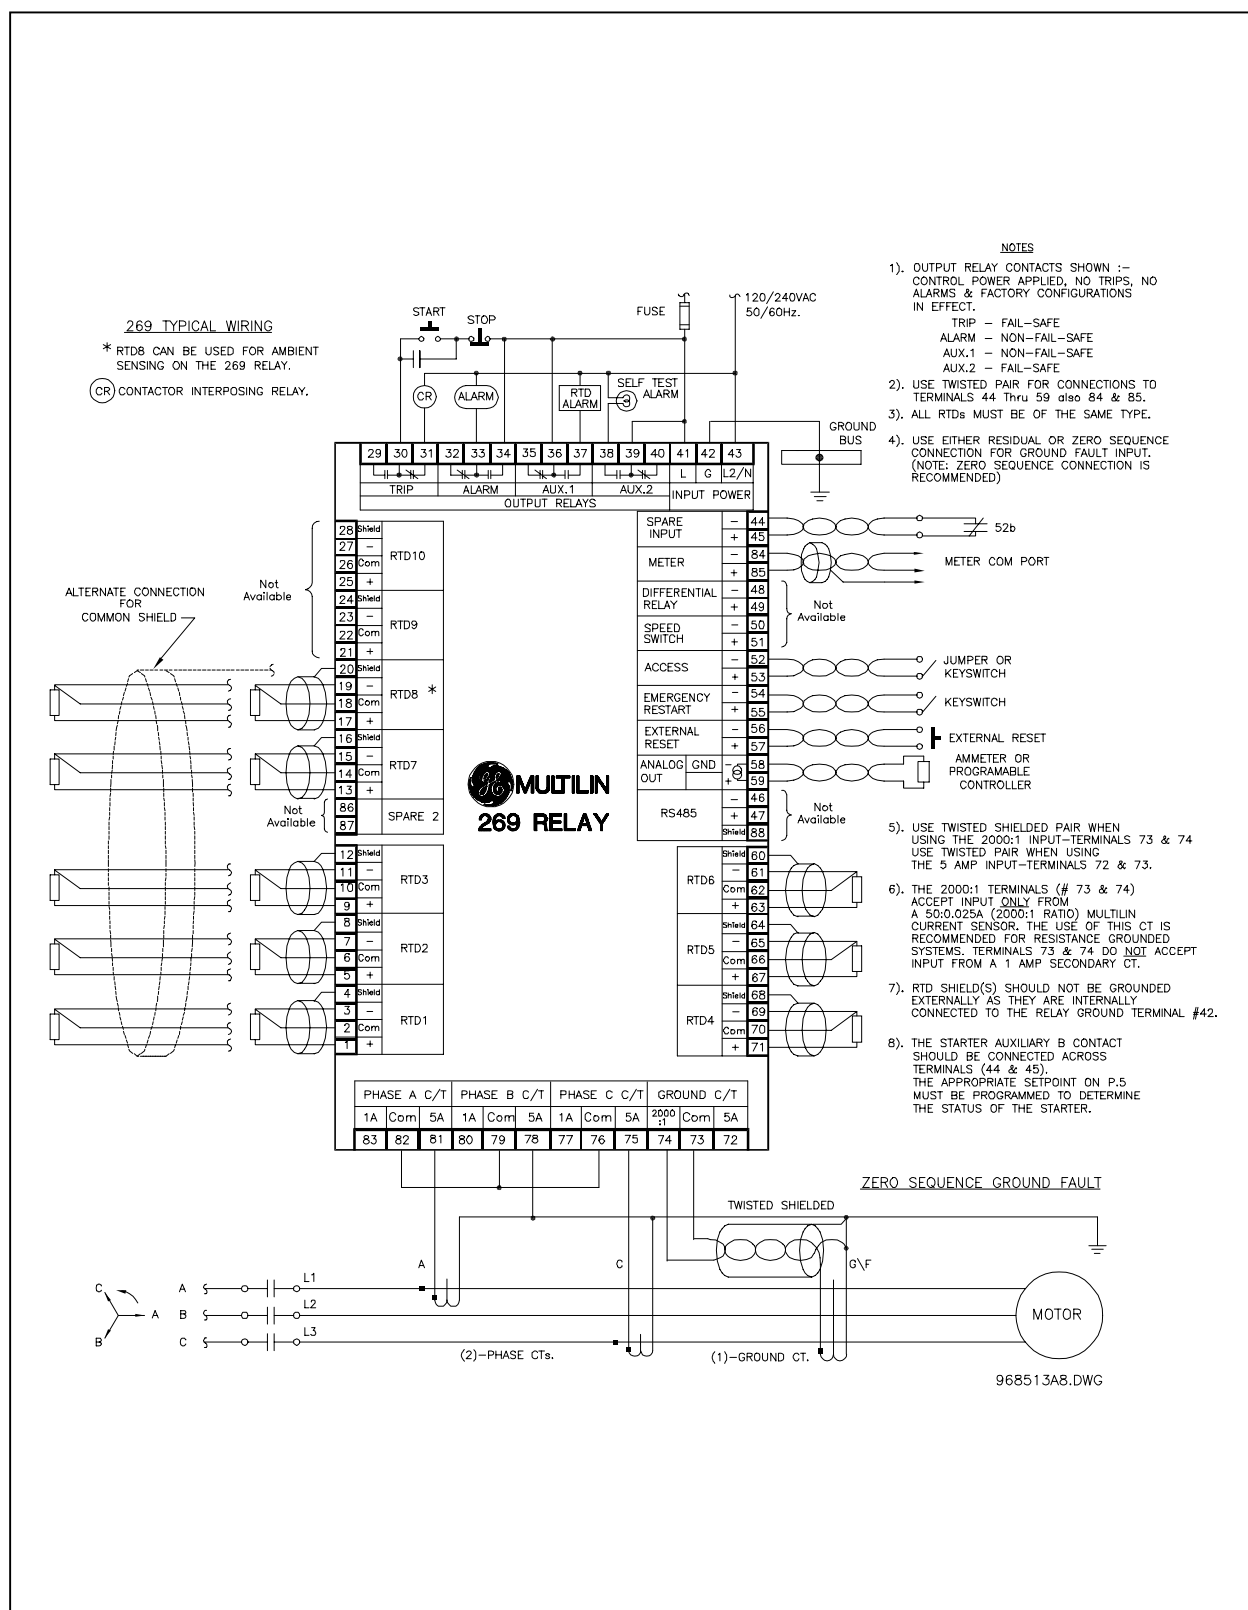 269 TYPICAL WIRING
* RTD8 CAN BE USED FOR AMBIENT
SENSING ON THE 269 RELAY.
CR CONTACTOR INTERPOSING RELAY.
START
STOP
FUSE
120/240VAC
50/60Hz.
CR
ALARM
RTD
ALARM
SELF TEST
ALARM
GROUND
BUS
29 30 31 32 33 34 35 36 37 38 39 40 41 42 43
L G L2/N
TRIP ALARM AUX.1 AUX.2 INPUT POWER
OUTPUT RELAYS
NOTES
1). OUTPUT RELAY CONTACTS SHOWN :-
CONTROL POWER APPLIED, NO TRIPS, NO
ALARMS & FACTORY CONFIGURATIONS
IN EFFECT.
TRIP - FAIL-SAFE
ALARM - NON-FAIL-SAFE
AUX.1 - NON-FAIL-SAFE
AUX.2 - FAIL-SAFE
2). USE TWISTED PAIR FOR CONNECTIONS TO
TERMINALS 44 Thru 59 also 84 & 85.
3). ALL RTDs MUST BE OF THE SAME TYPE.
4). USE EITHER RESIDUAL OR ZERO SEQUENCE
CONNECTION FOR GROUND FAULT INPUT.
(NOTE: ZERO SEQUENCE CONNECTION IS
RECOMMENDED)
ALTERNATE CONNECTION
FOR
COMMON SHIELD
Not
Available
28 Shield
27 -
26 Com
25 +
RTD10
24 Shield
23 -
22 Com
21 +
RTD9
20 Shield
19 -
18 Com
17 +
RTD8 *
16 Shield
15 -
14 Com
13 +
RTD7
Not
Available
86
87
SPARE 2
12 Shield
11 -
10 Com
9 +
RTD3
8 Shield
7 -
6 Com
5 +
RTD2
4 Shield
3 -
2 Com
1 +
RTD1
GE MULTILIN
269 RELAY
SPARE
INPUT
- 44
+ 45
52b
METER
- 84
+ 85
METER COM PORT
DIFFERENTIAL
RELAY
- 48
+ 49
SPEED
SWITCH
- 50
+ 51
Not
Available
ACCESS
- 52
+ 53
JUMPER OR
KEYSWITCH
EMERGENCY
RESTART
- 54
+ 55
KEYSWITCH
EXTERNAL
RESET
- 56
+ 57
EXTERNAL RESET
ANALOG
OUT
GND
- 58
+ 59
AMMETER OR
PROGRAMABLE
CONTROLLER
RS485
- 46
+ 47
Shield 88
Not
Available
RTD6
Shield 60
- 61
Com 62
+ 63
RTD5
Shield 64
- 65
Com 66
+ 67
RTD4
Shield 68
- 69
Com 70
+ 71
5). USE TWISTED SHIELDED PAIR WHEN
USING THE 2000:1 INPUT-TERMINALS 73 & 74
USE TWISTED PAIR WHEN USING
THE 5 AMP INPUT-TERMINALS 72 & 73.
6). THE 2000:1 TERMINALS (# 73 & 74)
ACCEPT INPUT ONLY FROM
A 50:0.025A (2000:1 RATIO) MULTILIN
CURRENT SENSOR. THE USE OF THIS CT IS
RECOMMENDED FOR RESISTANCE GROUNDED
SYSTEMS. TERMINALS 73 & 74 DO NOT ACCEPT
INPUT FROM A 1 AMP SECONDARY CT.
7). RTD SHIELD(S) SHOULD NOT BE GROUNDED
EXTERNALLY AS THEY ARE INTERNALLY
CONNECTED TO THE RELAY GROUND TERMINAL #42.
8). THE STARTER AUXILIARY B CONTACT
SHOULD BE CONNECTED ACROSS
TERMINALS (44 & 45).
THE APPROPRIATE SETPOINT ON P.5
MUST BE PROGRAMMED TO DETERMINE
THE STATUS OF THE STARTER.
PHASE A C/T PHASE B C/T PHASE C C/T GROUND C/T
1A Com 5A 1A Com 5A 1A Com 5A 2000:1 Com 5A
83 82 81 80 79 78 77 76 75 74 73 72
ZERO SEQUENCE GROUND FAULT
TWISTED SHIELDED
A
C
G\F
C
A
B
A
L1
B
L2
C
L3
(2)-PHASE CTs.
(1)-GROUND CT.
MOTOR
968513A8.DWG